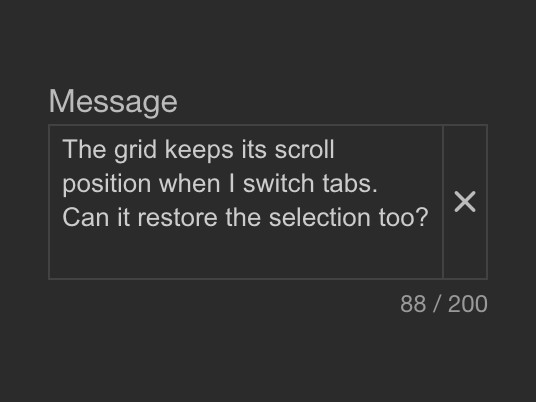 Message
The grid keeps its scroll
position when I switch tabs.
Can it restore the selection too?
88 / 200